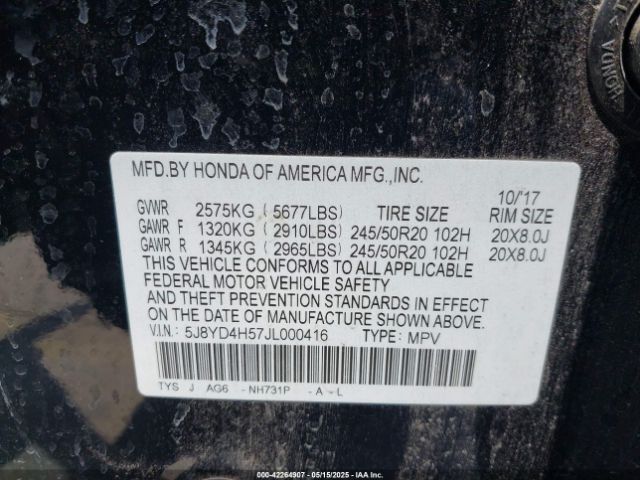 HONDA
MFD.BY HONDA OF AMERICA MFG.,INC.
10/'17
GVWR 2575KG (5677LBS) TIRE SIZE RIM SIZE
GAWR F 1320KG (2910LBS) 245/50R20 102H 20X8.0J
GAWR R 1345KG (2965LBS) 245/50R20 102H 20X8.0J
THIS VEHICLE CONFORMS TO ALL APPLICABLE
FEDERAL MOTOR VEHICLE SAFETY
AND THEFT PREVENTION STANDARDS IN EFFECT
ON THE DATE OF MANUFACTURE SHOWN ABOVE.
V.I.N.: 5J8YD4H57JL000416 TYPE: MPV
TYS J AG6 -NH731P -A-L
000-42264907 - 05/15/2025 - IAAI.COM